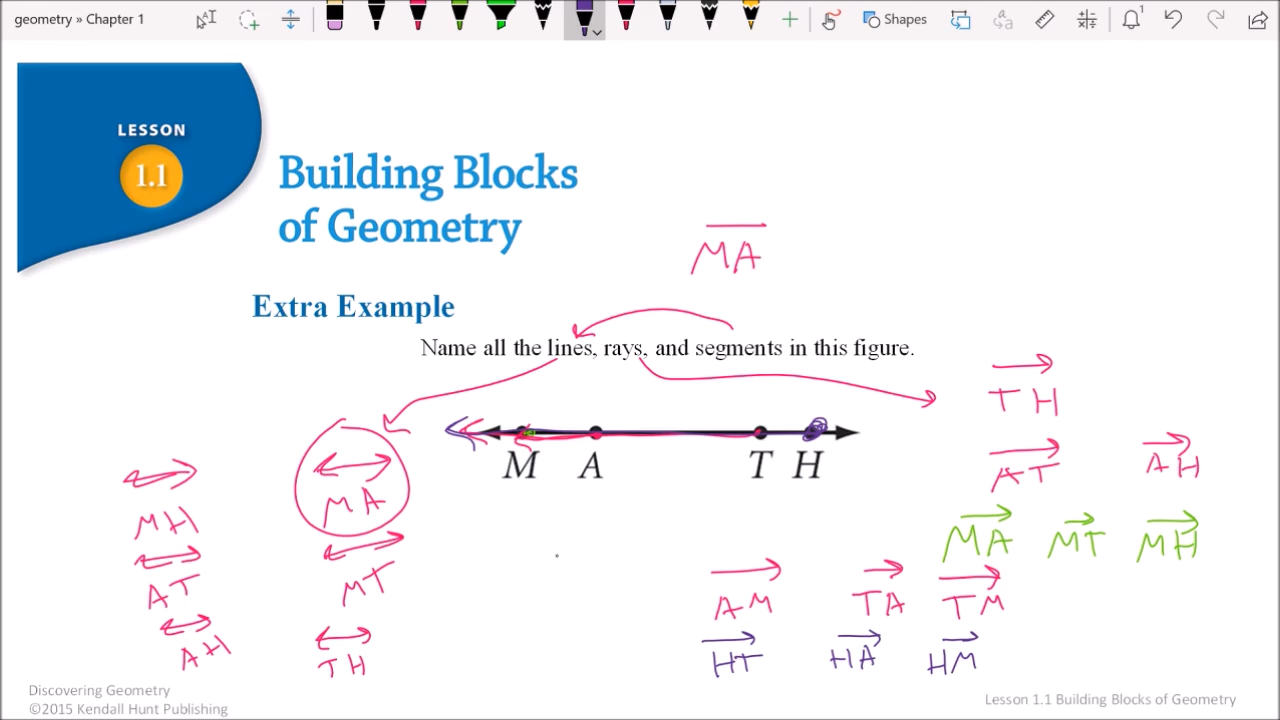 geometry » Chapter 1
Shapes
1
LESSON
1.1
Building Blocks
of Geometry
MA
Extra Example
Name all the lines, rays, and segments in this figure.
TH
M A T H
AT AH
MH MA
MA MT MH
AT MT
AM TA TM
AH TH
HT HA HM
Discovering Geometry
©2015 Kendall Hunt Publishing
Lesson 1.1 Building Blocks of Geometry